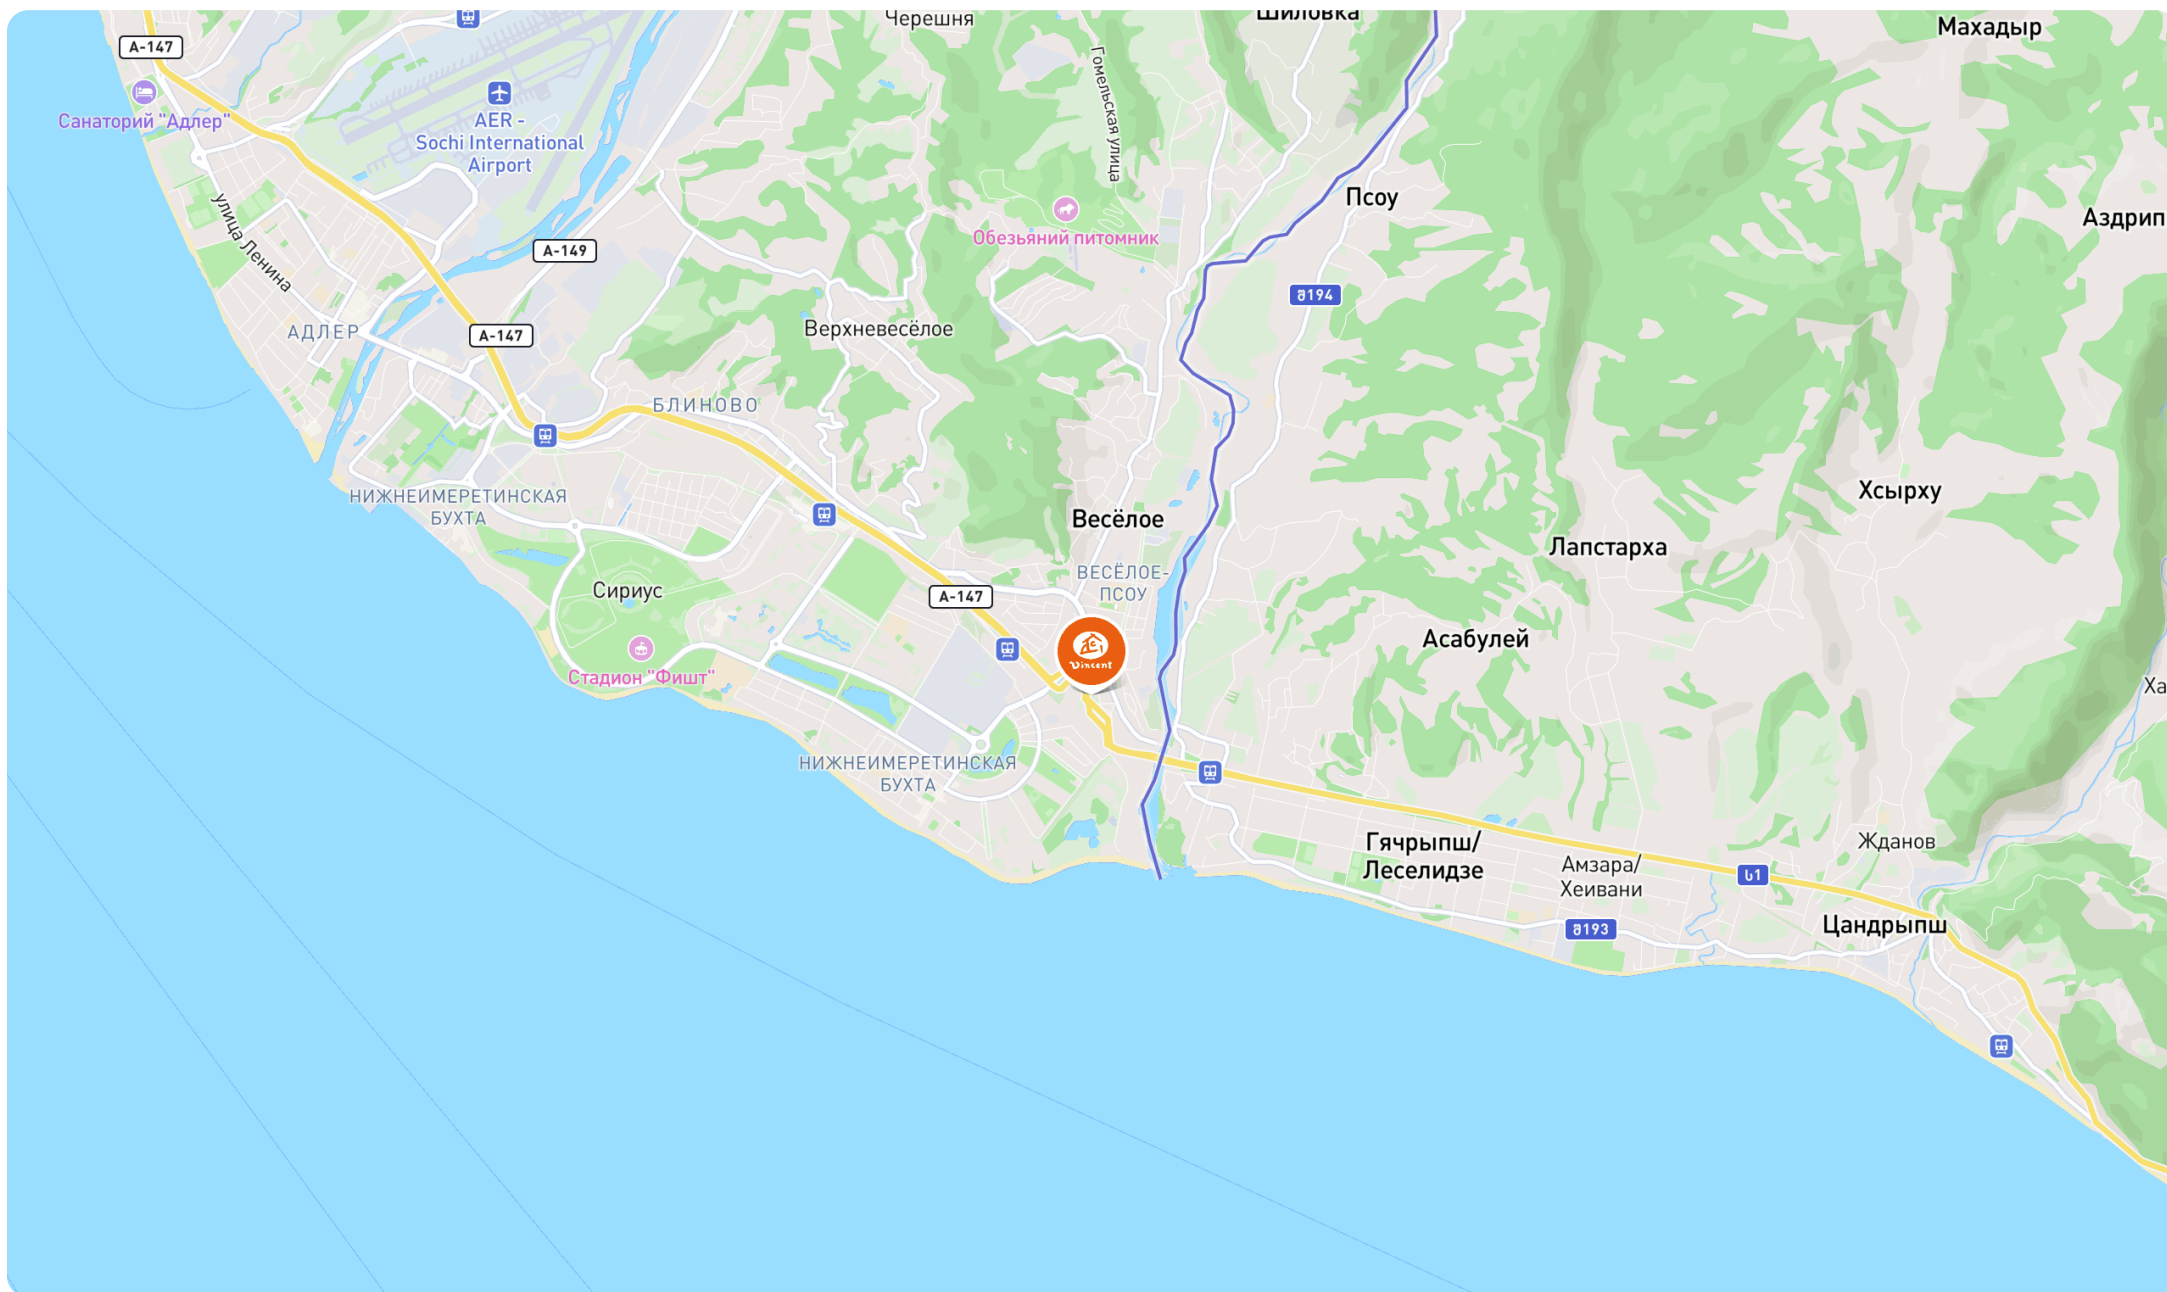 Черешня
Шиловка
Махадыр
А-147
Гомельская улица
Санаторий "Адлер"
AER -
Sochi International
Airport
Псоу
улица Ленина
Обезьяний питомник
Аздрип
А-149
შ194
АДЛЕР
А-147
Верхневесёлое
БЛИНОВО
НИЖНЕИМЕРЕТИНСКАЯ
БУХТА
Весёлое
Хсырху
Лапстарха
ВЕСЁЛОЕ-
ПСОУ
Сириус
А-147
Асабулей
Vincent
Стадион "Фишт"
Ха
НИЖНЕИМЕРЕТИНСКАЯ
БУХТА
Гячрыпш/
Леселидзе
Жданов
Амзара/
Хеивани
ს1
შ193
Цандрыпш